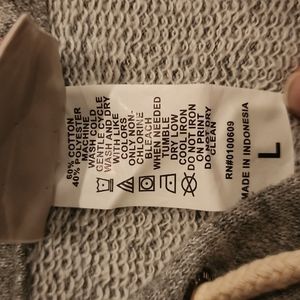 60% COTTON
40% POLYESTER
MACHINE
WASH COLD
GENTLE CYCLE
WASH AND DRY
WITH LIKE
COLORS
ONLY NON-
CHLORINE
BLEACH
WHEN NEEDED
TUMBLE
DRY LOW
COOL IRON
DO NOT IRON
ON PRINT
DO NOT DRY
CLEAN
RN#0100609
MADE IN INDONESIA
L